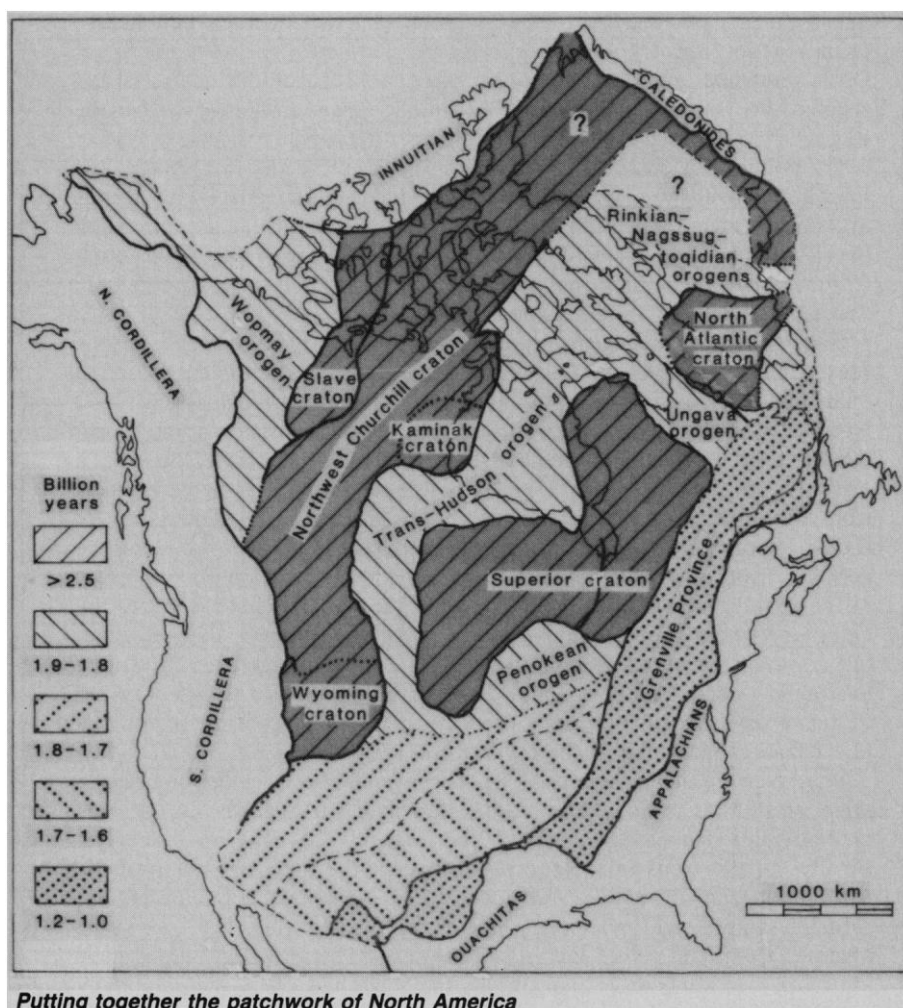 CALEDONIDES
?
INNUITIAN
?
Rinkian–
Nagssug-
toqidian
orogens
N. CORDILLERA
Wopmay
orogen
North
Atlantic
craton
Slave
craton
Northwest Churchill craton
Kaminak
craton
Ungava
orogen
Trans-Hudson orogen
Billion
years
>2.5
1.9–1.8
1.8–1.7
1.7–1.6
1.2–1.0
Superior craton
Grenville Province
Penokean
orogen
Wyoming
craton
S. CORDILLERA
APPALACHIANS
OUACHITAS
1000 km
Putting together the patchwork of North America